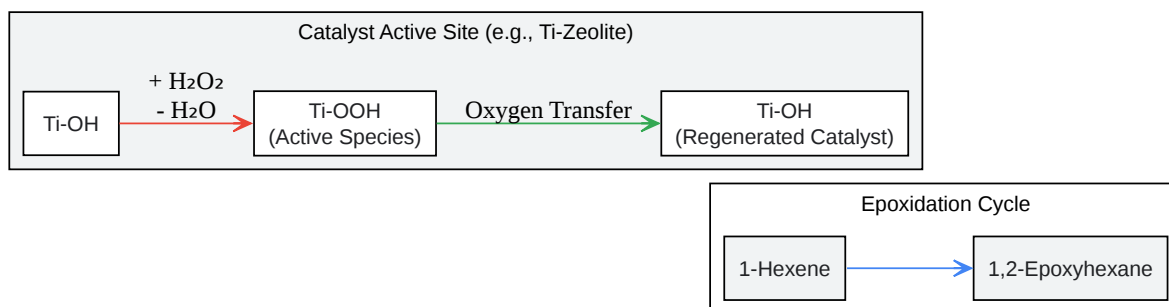 Catalyst Active Site (e.g., Ti-Zeolite)
+ H₂O₂
- H₂O
Ti-OH
Ti-OOH
(Active Species)
Oxygen Transfer
Ti-OH
(Regenerated Catalyst)
Epoxidation Cycle
1-Hexene
1,2-Epoxyhexane